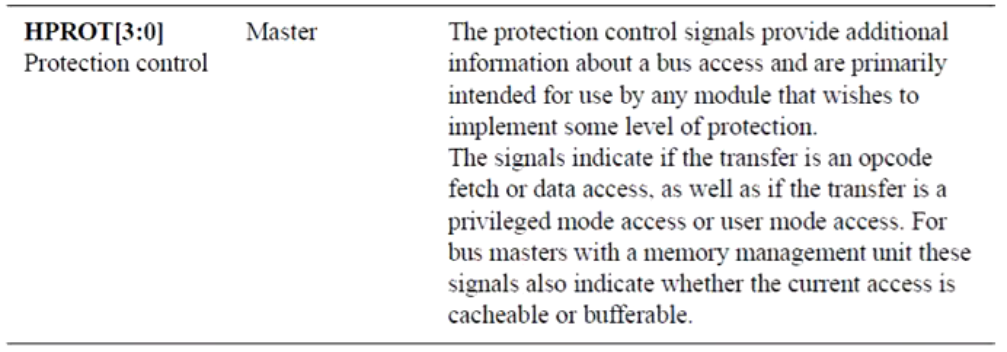 HPROT[3:0] Master The protection control signals provide additional
Protection control information about a bus access and are primarily
intended for use by any module that wishes to
implement some level of protection.
The signals indicate if the transfer is an opcode
fetch or data access, as well as if the transfer is a
privileged mode access or user mode access. For
bus masters with a memory management unit these
signals also indicate whether the current access is
cacheable or bufferable.